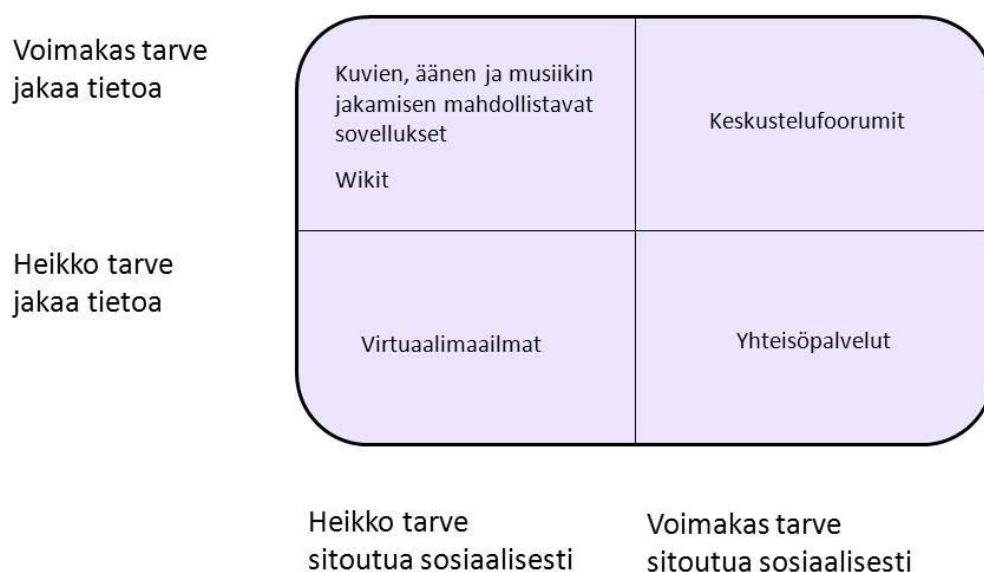 Voimakas tarve
jakaa tietoa
Kuvien, äänen ja musiikin
jakamisen mahdollistavat
sovellukset
Wikit
Keskustelufoorumit
Heikko tarve
jakaa tietoa
Virtuaalimaailmat
Yhteisöpalvelut
Heikko tarve
sitoutua sosiaalisesti
Voimakas tarve
sitoutua sosiaalisesti